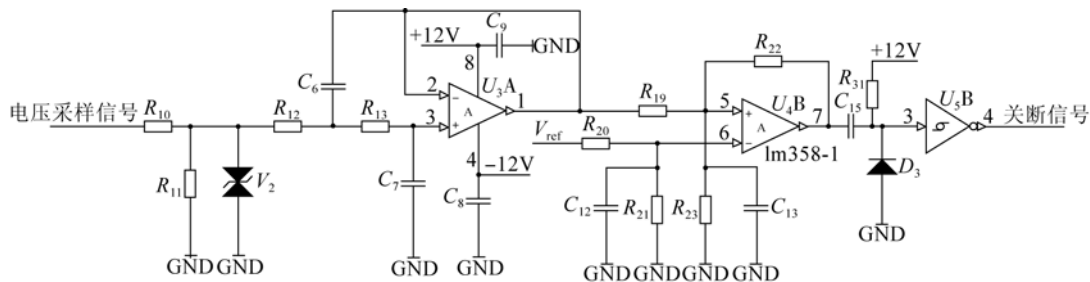 +12V
C9
GND
8
C6
2
−
U3A
A
1
3
+
4
−12V
电压采样信号
R10
R12
R13
R11
V2
C7
C8
GND
GND
GND
GND
R19
R22
Vref
R20
5
+
6
−
A
U4B
7
lm358-1
C12
R21
R23
C13
GND
GND
GND
GND
+12V
R31
C15
3
U5B
4
关断信号
D3
GND